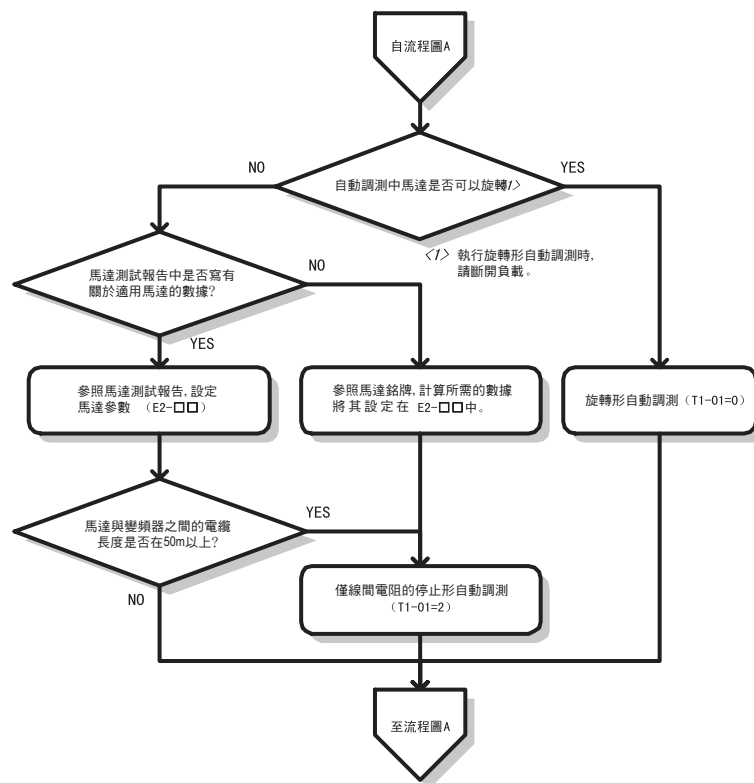 自流程圖A
NO
YES
自動調測中馬達是否可以旋轉1>
<1> 執行旋轉形自動調測時,
請斷開負載。
馬達測試報告中是否寫有
關於適用馬達的數據?
NO
YES
參照馬達測試報告, 設定
馬達參數 (E2-□□)
參照馬達銘牌, 計算所需的數據
將其設定在 E2-□□中。
旋轉形自動調測(T1-01=0)
馬達與變頻器之間的電纜
長度是否在50m以上?
YES
NO
僅線間電阻的停止形自動調測
(T1-01=2)
至流程圖A